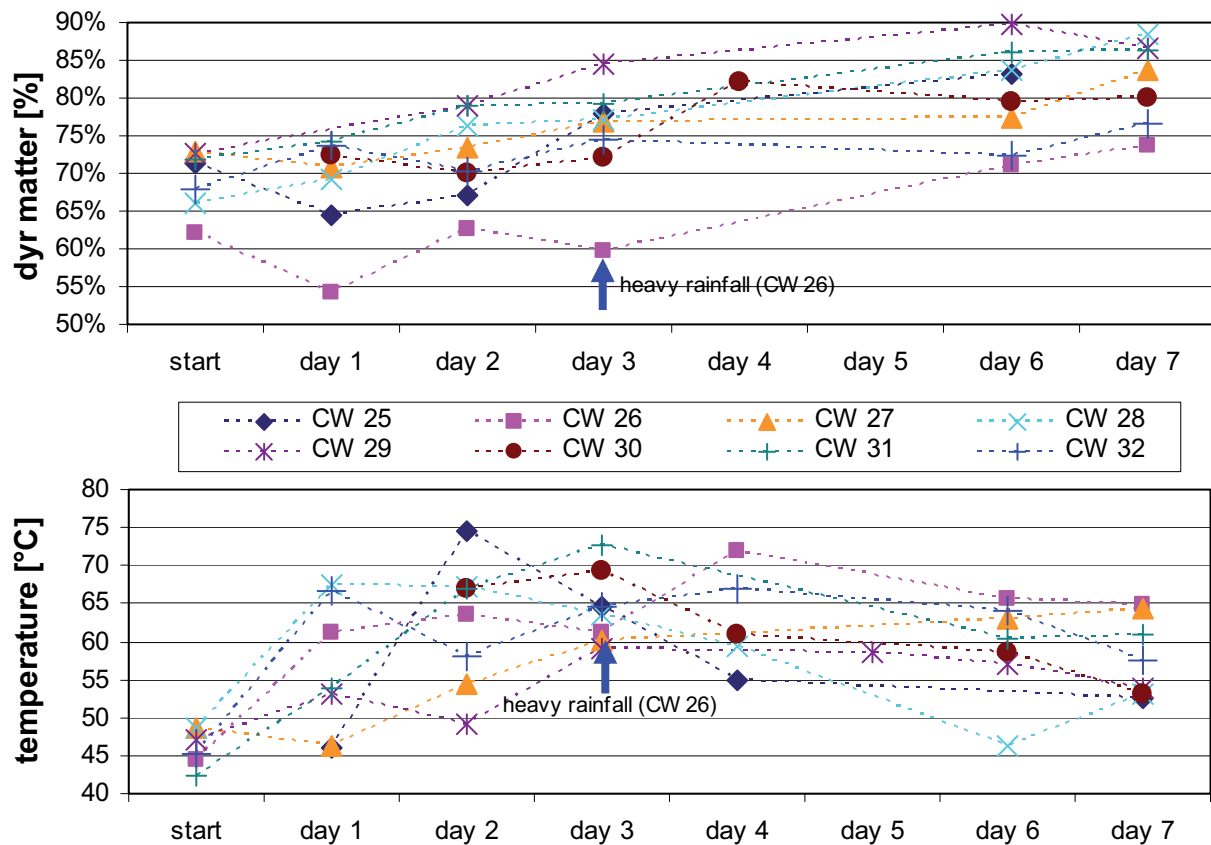 90%
85%
80%
75%
70%
65%
60%
55%
50%
dyr matter [%]
heavy rainfall (CW 26)
start day 1 day 2 day 3 day 4 day 5 day 6 day 7
CW 25 CW 26 CW 27 CW 28
CW 29 CW 30 CW 31 CW 32
80
75
70
65
60
55
50
45
40
temperature [°C]
heavy rainfall (CW 26)
start day 1 day 2 day 3 day 4 day 5 day 6 day 7